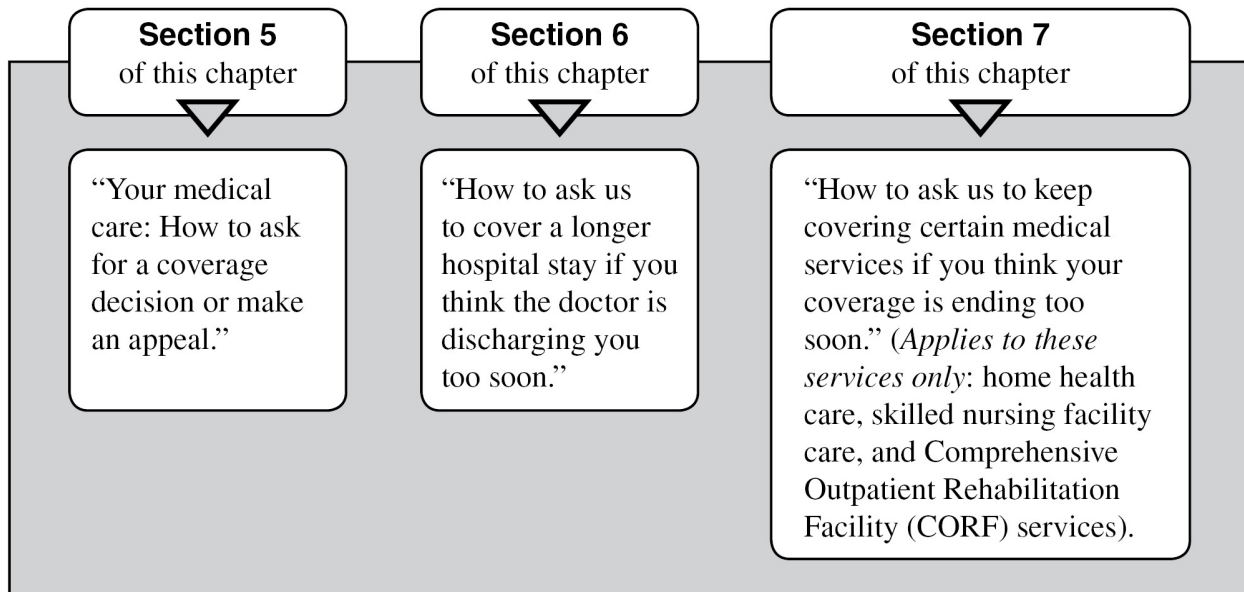 Section 5
of this chapter
“Your medical
care: How to ask
for a coverage
decision or make
an appeal.”
Section 6
of this chapter
“How to ask us
to cover a longer
hospital stay if you
think the doctor is
discharging you
too soon.”
Section 7
of this chapter
“How to ask us to keep
covering certain medical
services if you think your
coverage is ending too
soon.” (Applies to these
services only: home health
care, skilled nursing facility
care, and Comprehensive
Outpatient Rehabilitation
Facility (CORF) services).